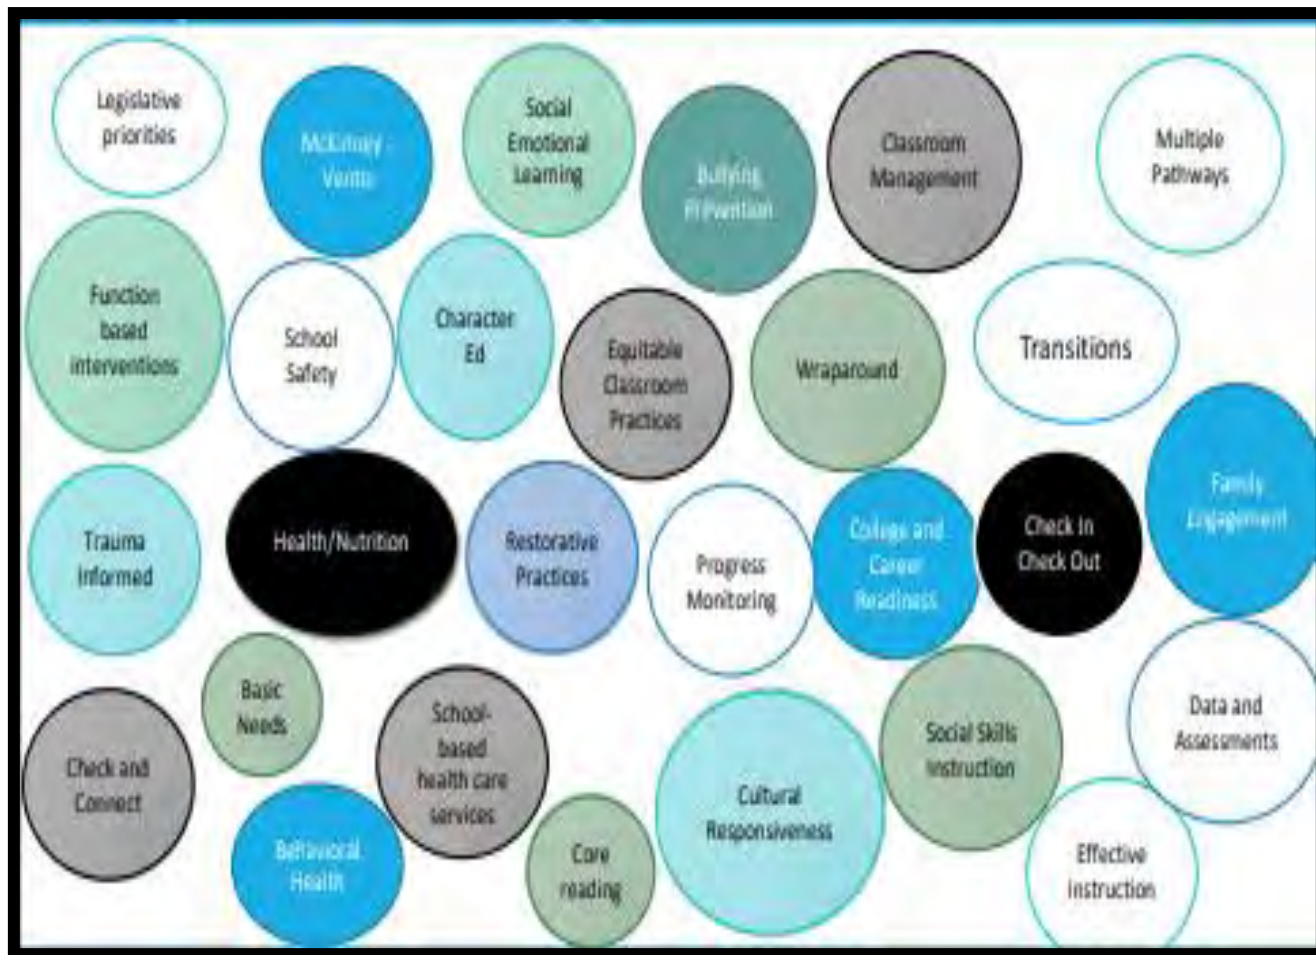 Legislative
priorities
McKinney -
Vento
Social
Emotional
Learning
Bullying
Prevention
Classroom
Management
Multiple
Pathways
Function
based
interventions
School
Safety
Character
Ed
Equitable
Classroom
Practices
Wraparound
Transitions
Trauma
Informed
Health/Nutrition
Restorative
Practices
Progress
Monitoring
College and
Career
Readiness
Check In
Check Out
Family
Engagement
Check and
Connect
Basic
Needs
School-
based
health care
services
Behavioral
Health
Core
reading
Cultural
Responsiveness
Social Skills
Instruction
Data and
Assessments
Effective
instruction